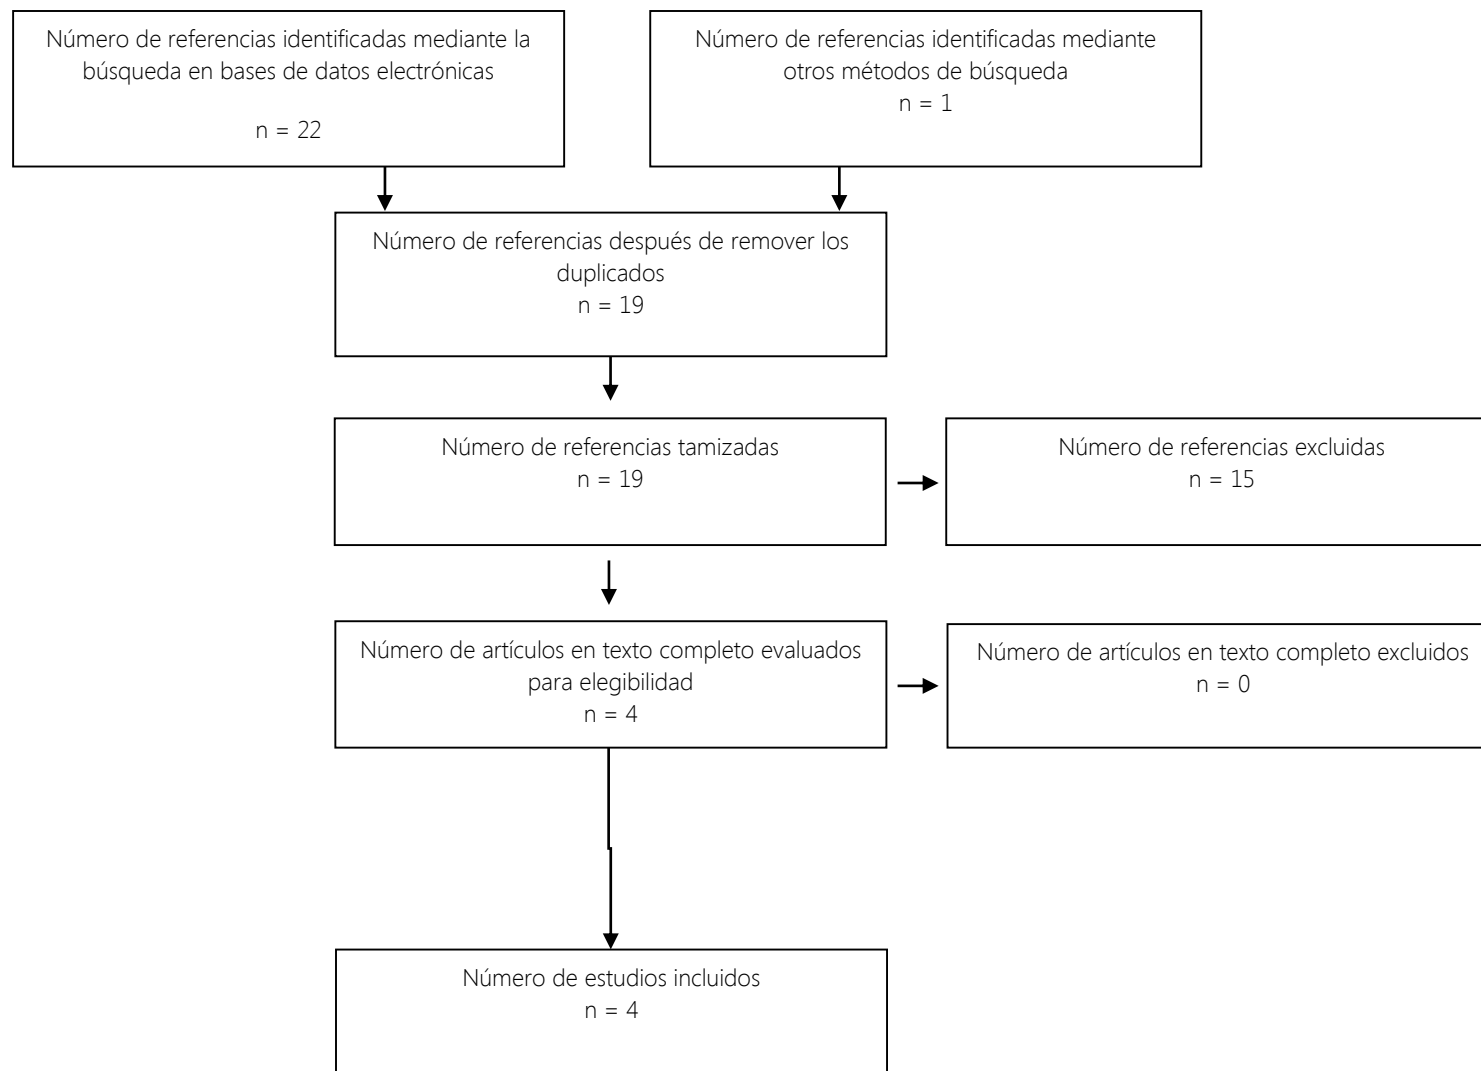 Número de referencias identificadas mediante la
búsqueda en bases de datos electrónicas
n = 22
Número de referencias identificadas mediante
otros métodos de búsqueda
n = 1
Número de referencias después de remover los
duplicados
n = 19
Número de referencias tamizadas
n = 19
Número de referencias excluidas
n = 15
Número de artículos en texto completo evaluados
para elegibilidad
n = 4
Número de artículos en texto completo excluidos
n = 0
Número de estudios incluidos
n = 4